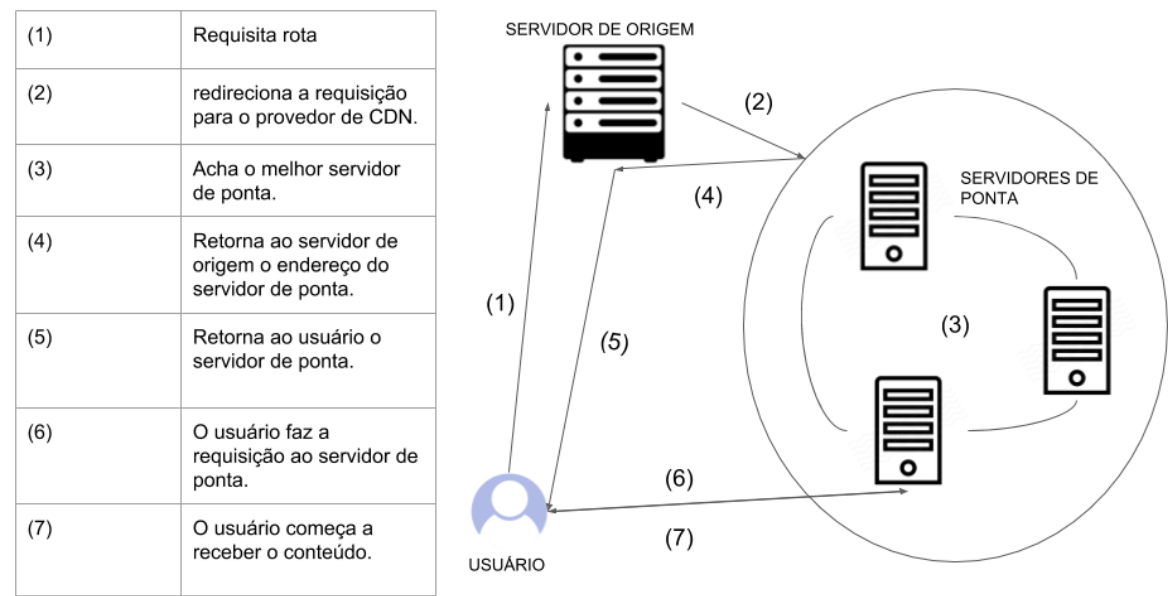 (1)
Requisita rota
(2)
redireciona a requisição
para o provedor de CDN.
(3)
Acha o melhor servidor
de ponta.
(4)
Retorna ao servidor de
origem o endereço do
servidor de ponta.
(5)
Retorna ao usuário o
servidor de ponta.
(6)
O usuário faz a
requisição ao servidor de
ponta.
(7)
O usuário começa a
receber o conteúdo.
SERVIDOR DE ORIGEM
(2)
(4)
SERVIDORES DE
PONTA
(1)
(5)
(3)
(6)
(7)
USUÁRIO